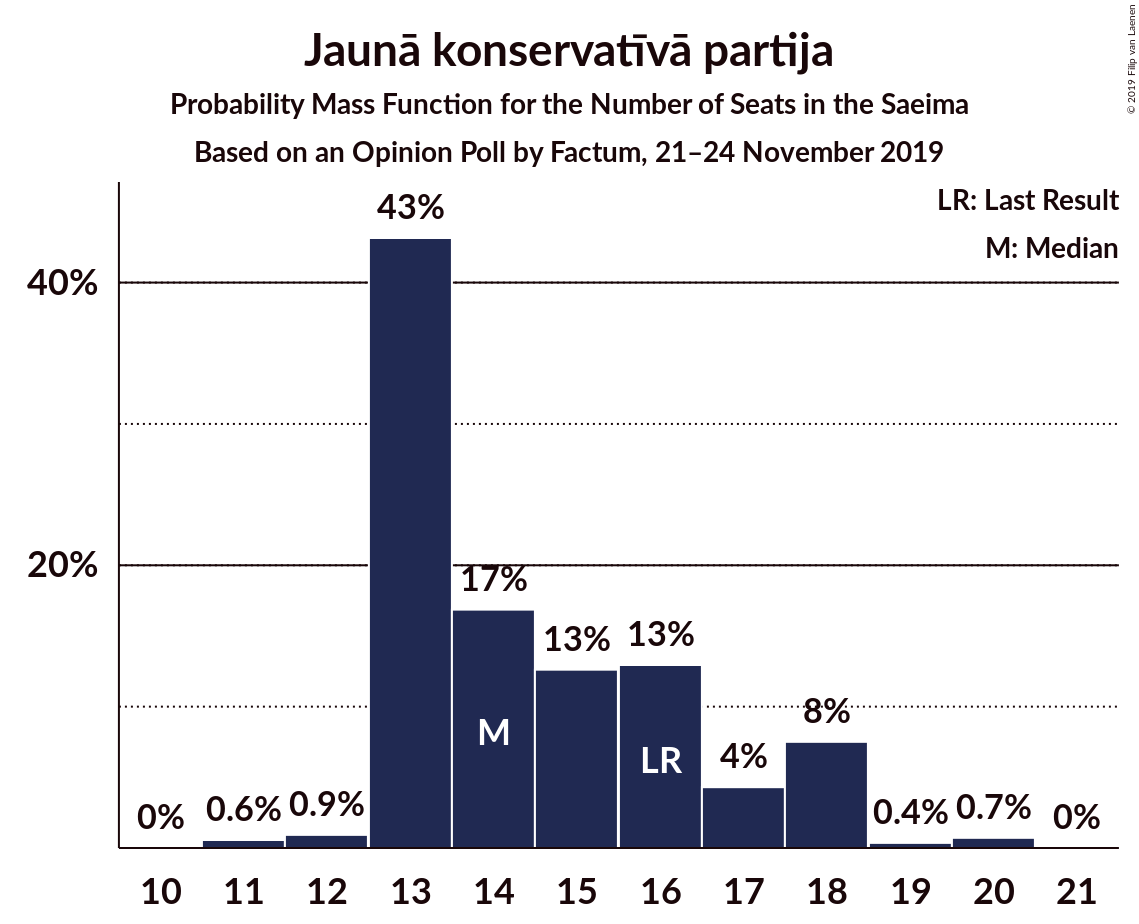 Jaunā konservatīvā partija
Probability Mass Function for the Number of Seats in the Saeima
Based on an Opinion Poll by Factum, 21–24 November 2019
© 2019 Filip van Laenen
LR: Last Result
M: Median
40%
20%
0%
0.6%
0.9%
43%
17%
13%
13%
4%
8%
0.4%
0.7%
0%
M
LR
10 11 12 13 14 15 16 17 18 19 20 21